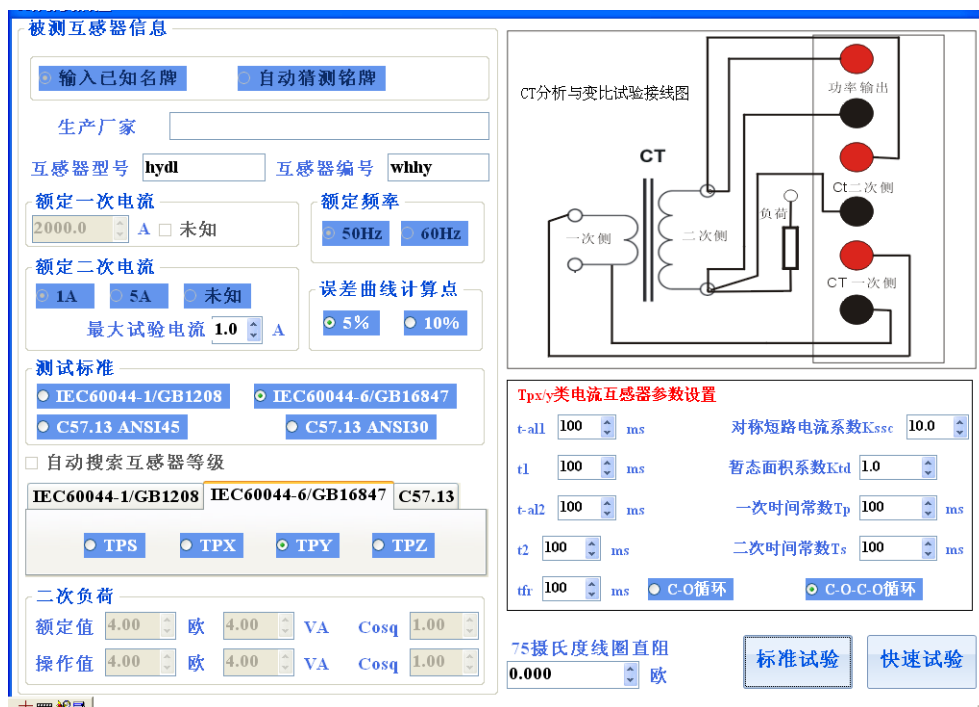 被测互感器信息
输入已知名牌 自动猜测铭牌
生产厂家
互感器型号 hydl 互感器编号 whhy
额定一次电流
2000.0 A 未知
额定频率
50Hz 60Hz
额定二次电流
1A 5A 未知
最大试验电流 1.0 A
误差曲线计算点
5% 10%
测试标准
IEC60044-1/GB1208 IEC60044-6/GB16847
C57.13 ANSI45 C57.13 ANSI30
自动搜索互感器等级
IEC60044-1/GB1208 IEC60044-6/GB16847 C57.13
TPS TPX TPY TPZ
二次负荷
额定值 4.00 欧 4.00 VA Cosq 1.00
操作值 4.00 欧 4.00 VA Cosq 1.00
CT分析与变比试验接线图
功率输出
CT
Ct二次侧
负荷
一次侧 二次侧
CT一次侧
Tpx/y类电流互感器参数设置
t-al1 100 ms 对称短路电流系数Kssc 10.0
t1 100 ms 暂态面积系数Ktd 1.0
t-al2 100 ms 一次时间常数Tp 100 ms
t2 100 ms 二次时间常数Ts 100 ms
tfr 100 ms C-O循环 C-O-C-O循环
75摄氏度线圈直阻
0.000 欧
标准试验 快速试验